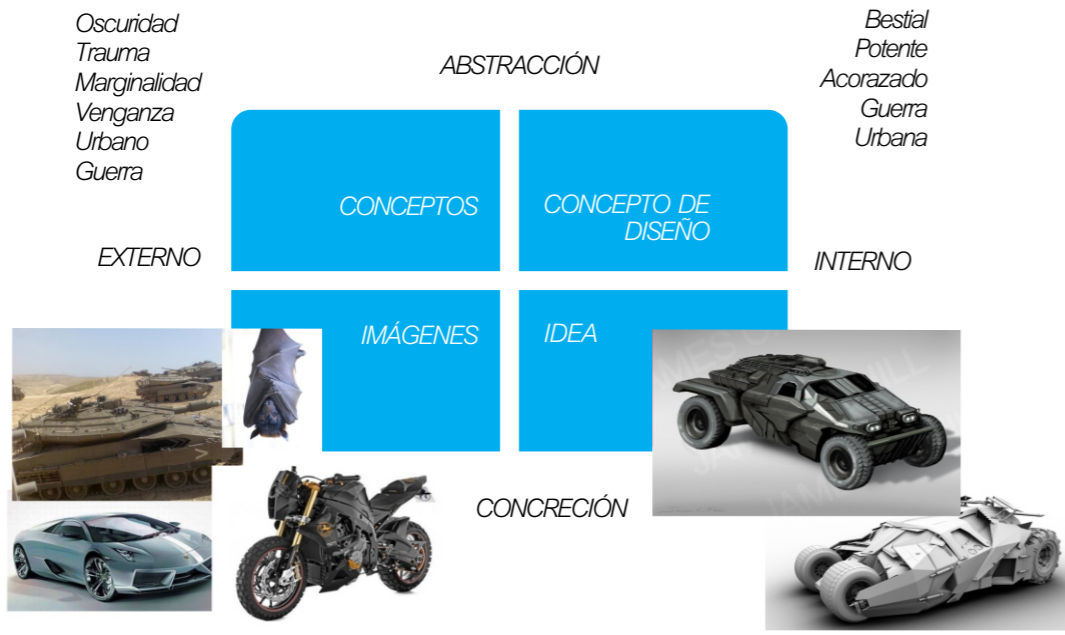 Oscuridad
Trauma
Marginalidad
Venganza
Urbano
Guerra
ABSTRACCIÓN
Bestial
Potente
Acorazado
Guerra
Urbana
CONCEPTOS
CONCEPTO DE
DISEÑO
EXTERNO
INTERNO
IMÁGENES
IDEA
CONCRECIÓN